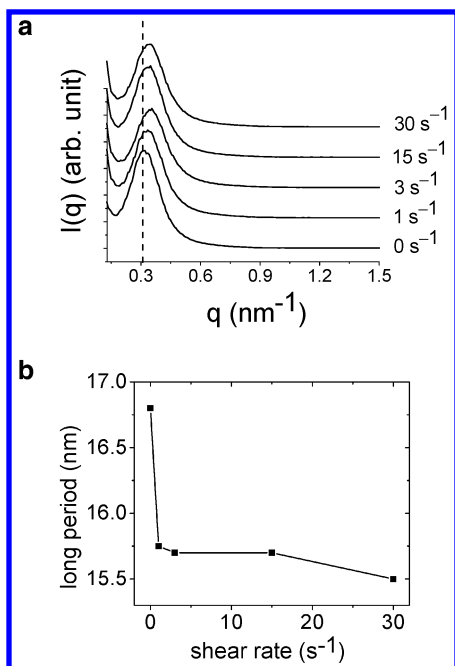 a
I(q) (arb. unit)
30 s⁻¹
15 s⁻¹
3 s⁻¹
1 s⁻¹
0 s⁻¹
0.3 0.6 0.9 1.2 1.5
q (nm⁻¹)
b
long period (nm)
17.0
16.5
16.0
15.5
0 10 20 30
shear rate (s⁻¹)